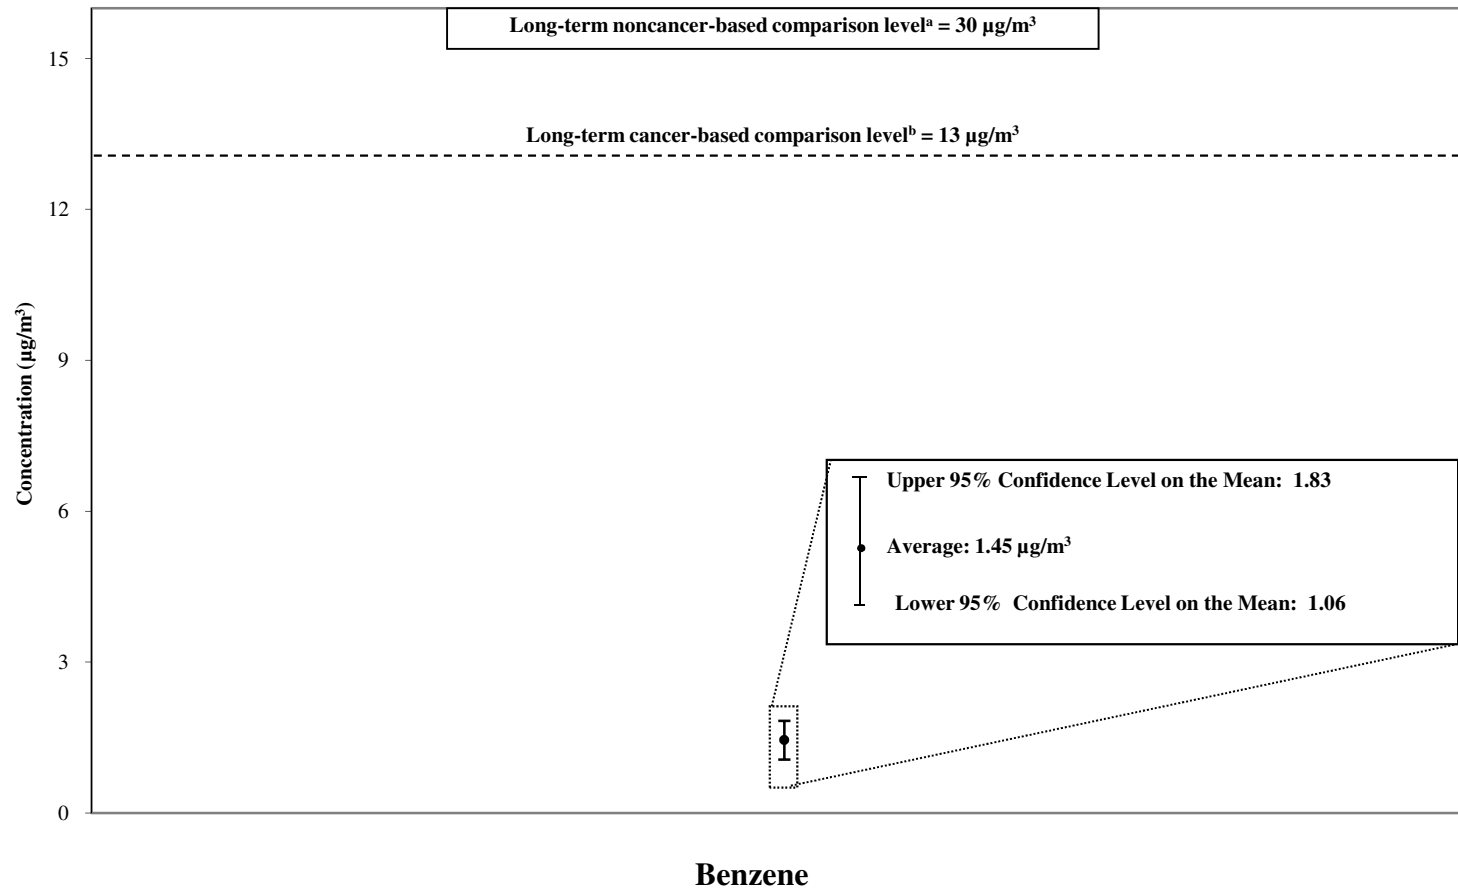 Long-term noncancer-based comparison levelᵃ = 30 µg/m³
15
Long-term cancer-based comparison levelᵇ = 13 µg/m³
12
9
6
3
0
Concentration (µg/m³)
Upper 95% Confidence Level on the Mean: 1.83
Average: 1.45 µg/m³
Lower 95% Confidence Level on the Mean: 1.06
Benzene